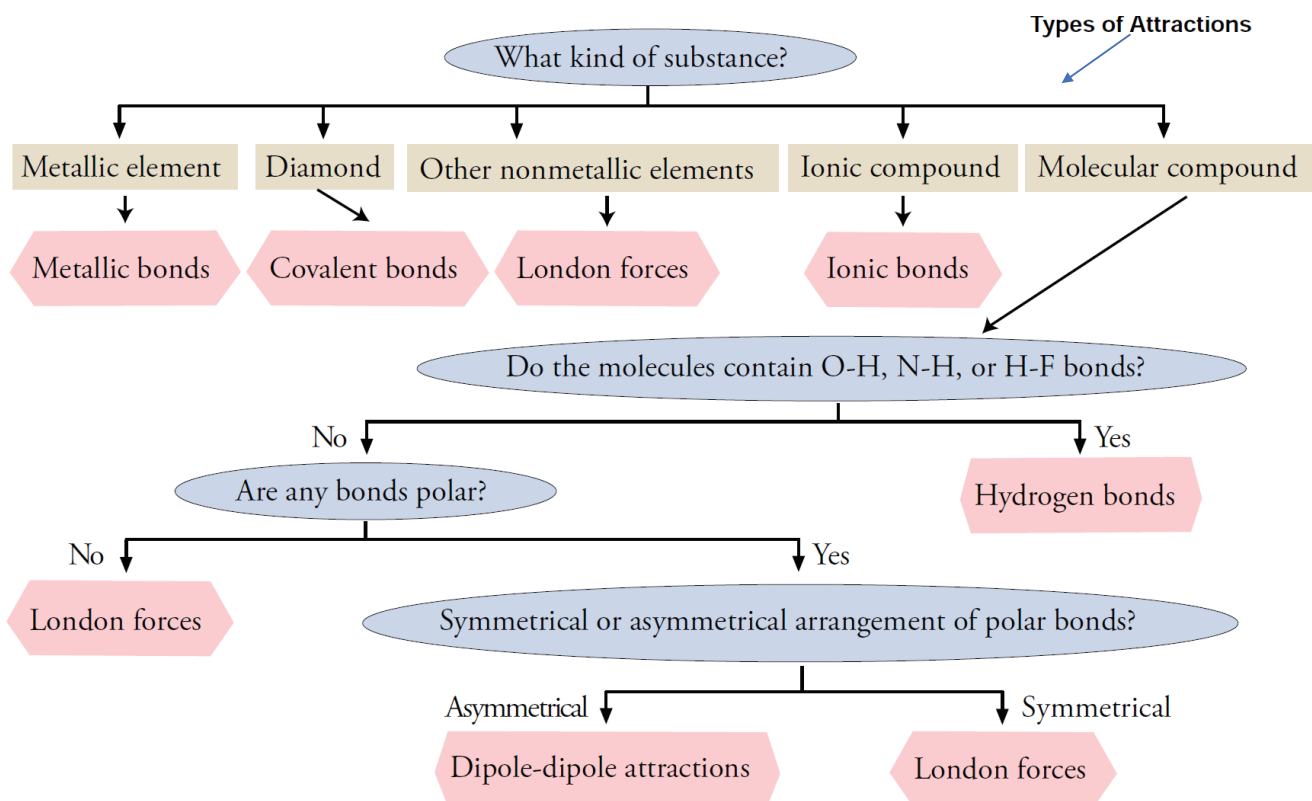 Types of Attractions
What kind of substance?
Metallic element
Diamond
Other nonmetallic elements
Ionic compound
Molecular compound
Metallic bonds
Covalent bonds
London forces
Ionic bonds
Do the molecules contain O-H, N-H, or H-F bonds?
No
Yes
Are any bonds polar?
Hydrogen bonds
No
Yes
London forces
Symmetrical or asymmetrical arrangement of polar bonds?
Asymmetrical
Symmetrical
Dipole-dipole attractions
London forces